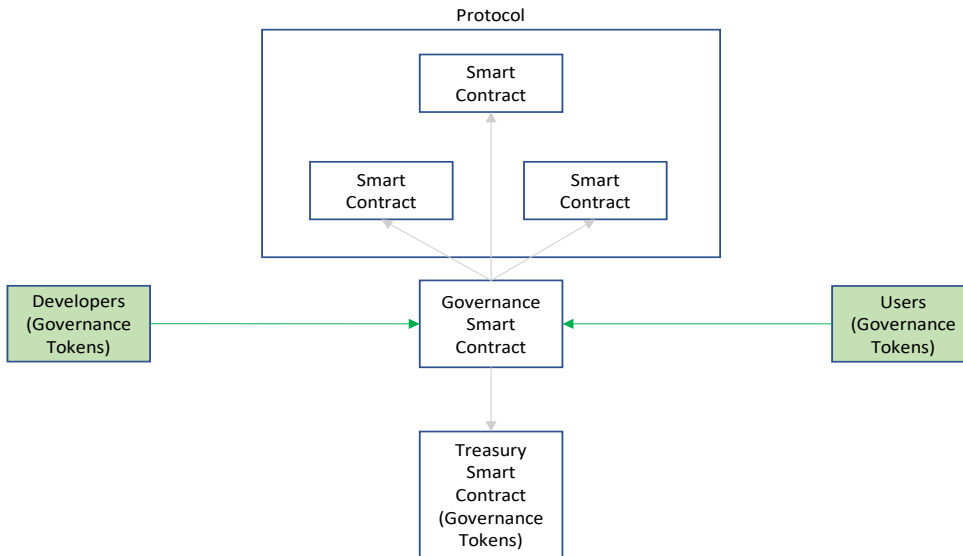 Protocol
Smart
Contract
Smart
Contract
Smart
Contract
Developers
(Governance
Tokens)
Governance
Smart
Contract
Users
(Governance
Tokens)
Treasury
Smart
Contract
(Governance
Tokens)